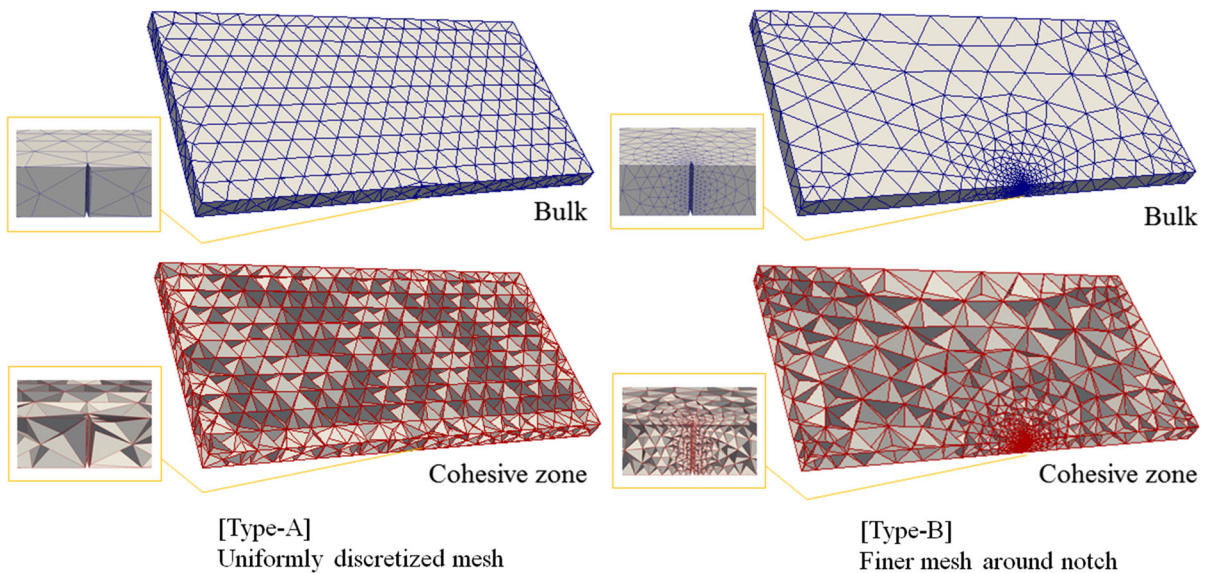 Bulk
Bulk
Cohesive zone
Cohesive zone
[Type-A]
Uniformly discretized mesh
[Type-B]
Finer mesh around notch